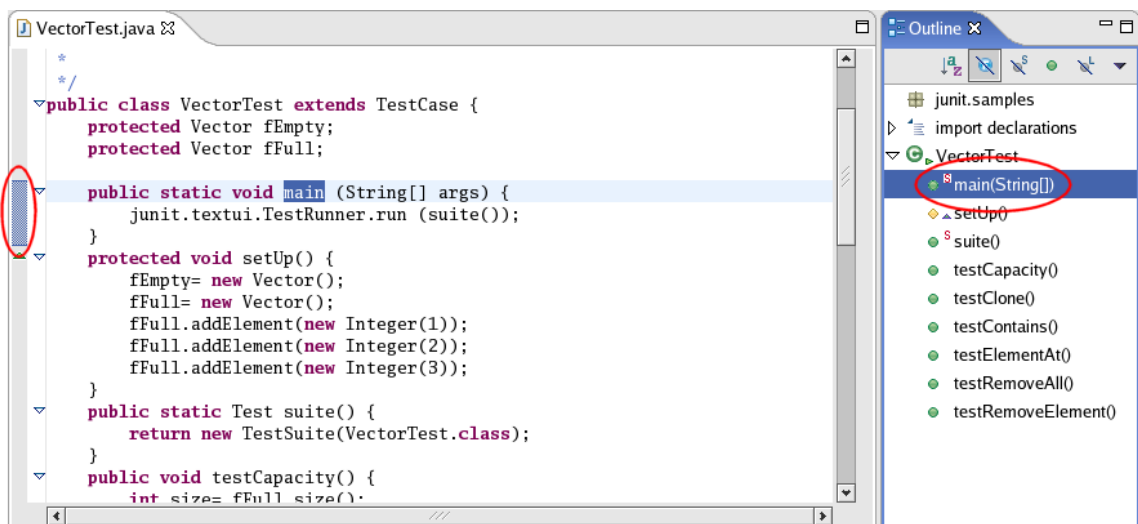 VectorTest.java
*
*/
public class VectorTest extends TestCase {
protected Vector fEmpty;
protected Vector fFull;
public static void main (String[] args) {
junit.textui.TestRunner.run (suite());
}
protected void setUp() {
fEmpty= new Vector();
fFull= new Vector();
fFull.addElement(new Integer(1));
fFull.addElement(new Integer(2));
fFull.addElement(new Integer(3));
}
public static Test suite() {
return new TestSuite(VectorTest.class);
}
public void testCapacity() {
int size= fFull.size();
Outline
junit.samples
import declarations
VectorTest
main(String[])
setUp()
suite()
testCapacity()
testClone()
testContains()
testElementAt()
testRemoveAll()
testRemoveElement()